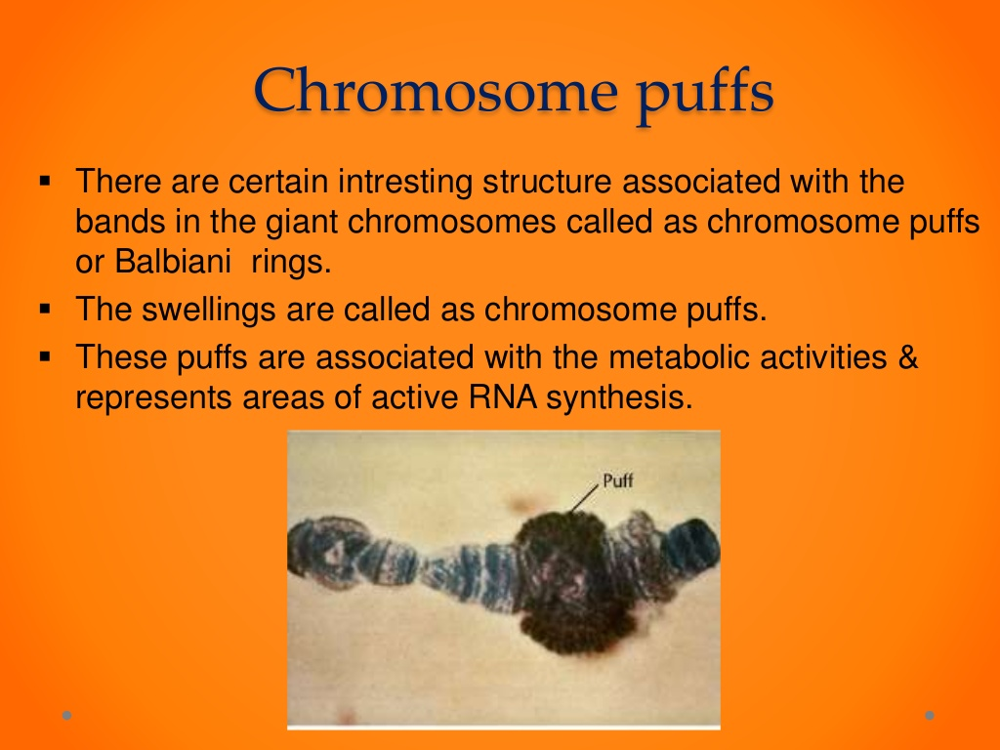 Chromosome puffs
▪ There are certain intresting structure associated with the
bands in the giant chromosomes called as chromosome puffs
or Balbiani  rings.
▪ The swellings are called as chromosome puffs.
▪ These puffs are associated with the metabolic activities &
represents areas of active RNA synthesis.
Puff